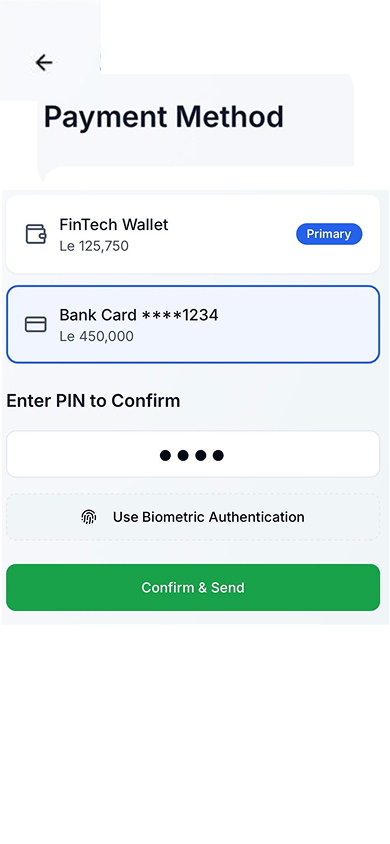 Payment Method
FinTech Wallet
Le 125,750
Primary
Bank Card ****1234
Le 450,000
Enter PIN to Confirm
Use Biometric Authentication
Confirm & Send